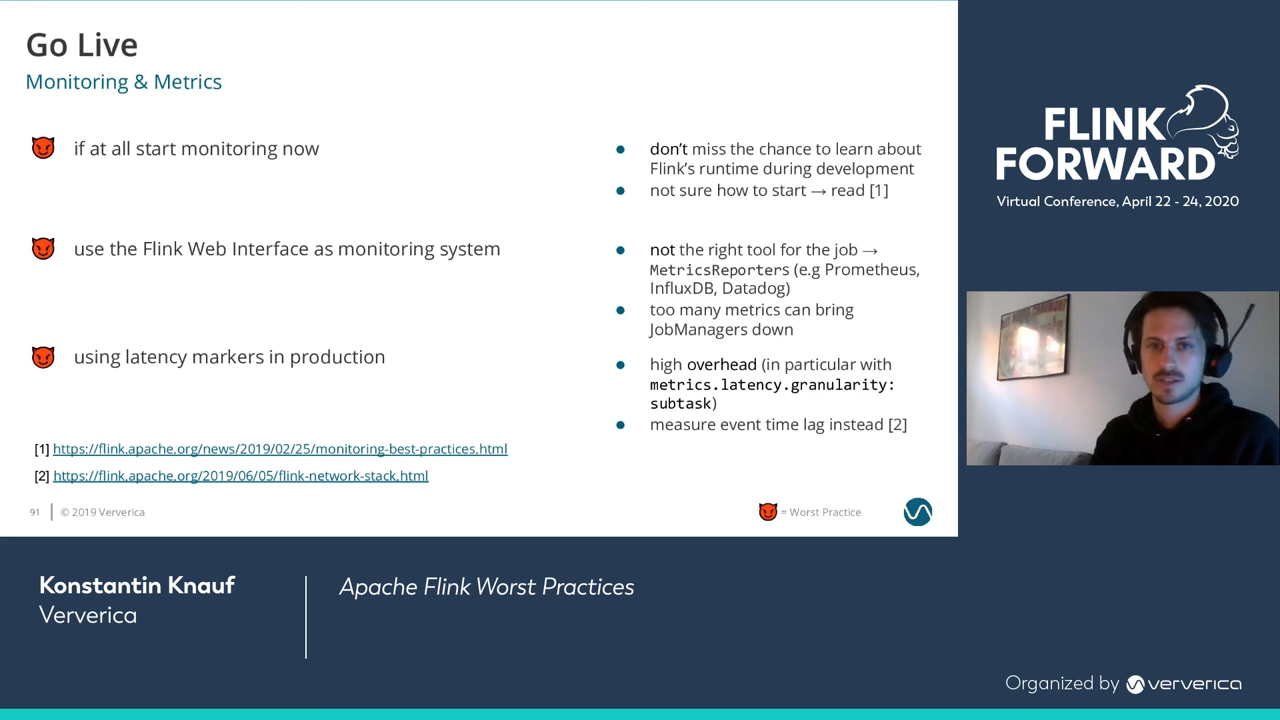 Go Live
Monitoring & Metrics
if at all start monitoring now
● don't miss the chance to learn about
Flink's runtime during development
● not sure how to start → read [1]
use the Flink Web Interface as monitoring system
● not the right tool for the job →
MetricsReporters (e.g Prometheus,
InfluxDB, Datadog)
● too many metrics can bring
JobManagers down
using latency markers in production
● high overhead (in particular with
metrics.latency.granularity:
subtask)
● measure event time lag instead [2]
[1] https://flink.apache.org/news/2019/02/25/monitoring-best-practices.html
[2] https://flink.apache.org/2019/06/05/flink-network-stack.html
91 © 2019 Ververica
= Worst Practice
FLINK
FORWARD
Virtual Conference, April 22 - 24, 2020
Konstantin Knauf
Ververica
Apache Flink Worst Practices
Organized by ververica